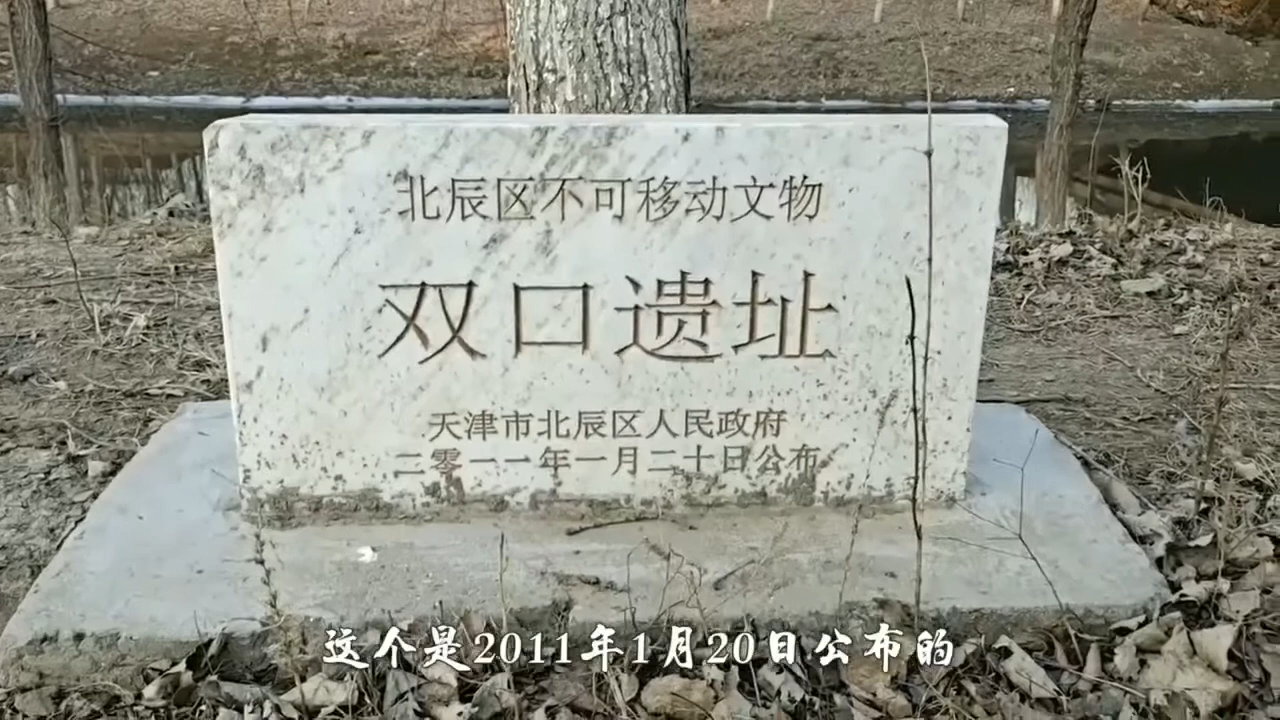 北辰区不可移动文物
双口遗址
天津市北辰区人民政府
二零一一年一月二十日公布
这个是2011年1月20日公布的